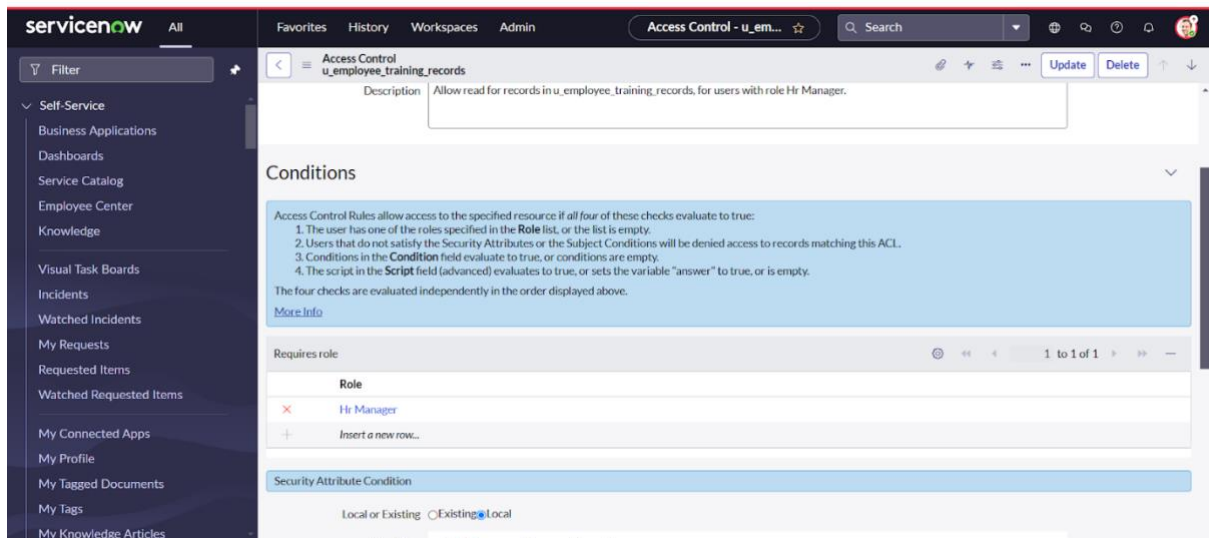 servicenow All Favorites History Workspaces Admin Access Control - u_em... Search
Filter
Access Control
u_employee_training_records
Update Delete
Description Allow read for records in u_employee_training_records, for users with role Hr Manager.
Self-Service
Business Applications
Dashboards
Service Catalog
Employee Center
Knowledge
Visual Task Boards
Incidents
Watched Incidents
My Requests
Requested Items
Watched Requested Items
My Connected Apps
My Profile
My Tagged Documents
My Tags
My Knowledge Articles
Conditions
Access Control Rules allow access to the specified resource if all four of these checks evaluate to true:
1. The user has one of the roles specified in the Role list, or the list is empty.
2. Users that do not satisfy the Security Attributes or the Subject Conditions will be denied access to records matching this ACL.
3. Conditions in the Condition field evaluate to true, or conditions are empty.
4. The script in the Script field (advanced) evaluates to true, or sets the variable "answer" to true, or is empty.
The four checks are evaluated independently in the order displayed above.
More Info
Requires role 1 to 1 of 1
Role
Hr Manager
Insert a new row...
Security Attribute Condition
Local or Existing Existing Local